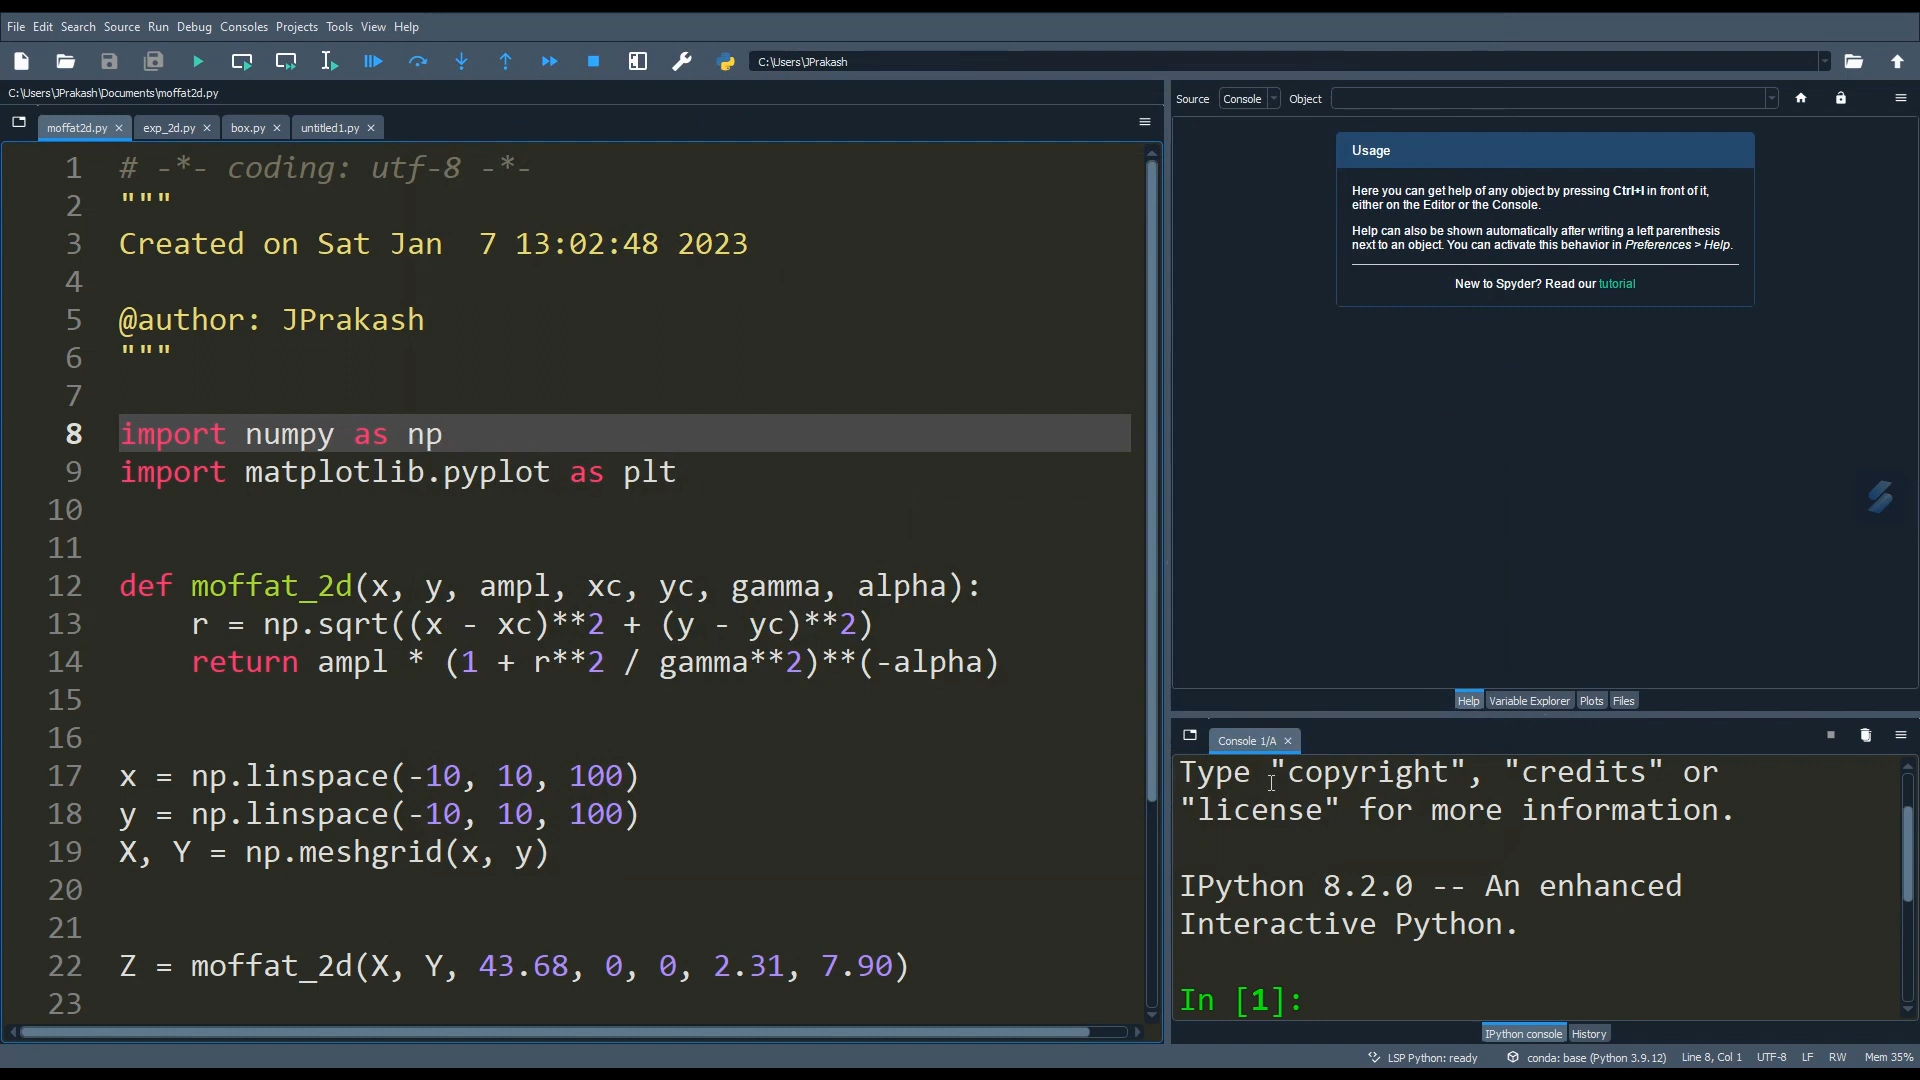 File Edit Search Source Run Debug Consoles Projects Tools View Help
C:\Users\JPrakash
C:\Users\JPrakash\Documents\moffat2d.py
moffat2d.py × exp_2d.py × box.py × untitled1.py ×
1 # -*- coding: utf-8 -*-
2 """
3 Created on Sat Jan  7 13:02:48 2023
4
5 @author: JPrakash
6 """
7
8 import numpy as np
9 import matplotlib.pyplot as plt
10
11
12 def moffat_2d(x, y, ampl, xc, yc, gamma, alpha):
13     r = np.sqrt((x - xc)**2 + (y - yc)**2)
14     return ampl * (1 + r**2 / gamma**2)**(-alpha)
15
16
17 x = np.linspace(-10, 10, 100)
18 y = np.linspace(-10, 10, 100)
19 X, Y = np.meshgrid(x, y)
20
21
22 Z = moffat_2d(X, Y, 43.68, 0, 0, 2.31, 7.90)
23
Source Console Object
Usage
Here you can get help of any object by pressing Ctrl+I in front of it,
either on the Editor or the Console.
Help can also be shown automatically after writing a left parenthesis
next to an object. You can activate this behavior in Preferences > Help.
New to Spyder? Read our tutorial
Help Variable Explorer Plots Files
Console 1/A ×
Type "copyright", "credits" or
"license" for more information.
IPython 8.2.0 -- An enhanced
Interactive Python.
In [1]:
IPython console History
LSP Python: ready conda: base (Python 3.9.12) Line 8, Col 1 UTF-8 LF RW Mem 35%